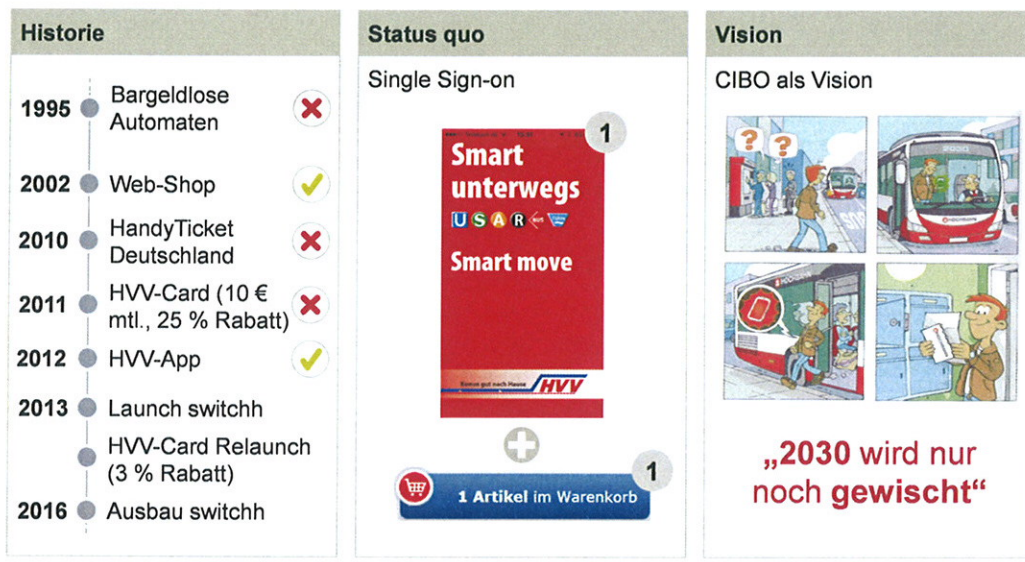 Historie
1995
Bargeldlose
Automaten
2002
Web-Shop
2010
HandyTicket
Deutschland
2011
HVV-Card (10 €
mtl., 25 % Rabatt)
2012
HVV-App
2013
Launch switchh
HVV-Card Relaunch
(3 % Rabatt)
2016
Ausbau switchh
Status quo
Single Sign-on
1
Smart
unterwegs
U S A R
Smart move
HVV
1
1 Artikel im Warenkorb
Vision
CIBO als Vision
? ?
BUS
„2030 wird nur
noch gewischt“